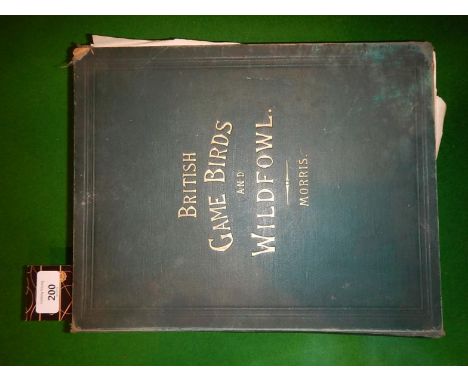 BRITISH
GAME BIRDS
AND
WILDFOWL.
MORRIS.
200